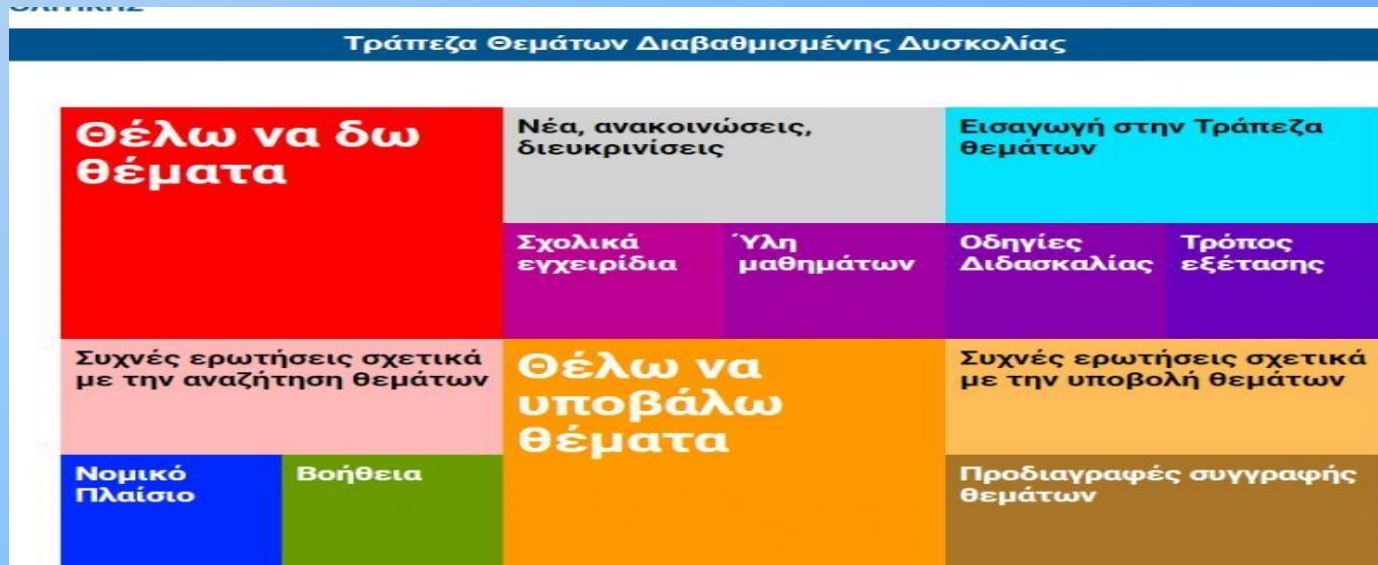 Τράπεζα Θεμάτων Διαβαθμισμένης Δυσκολίας
Θέλω να δω
θέματα
Νέα, ανακοινώσεις,
διευκρινίσεις
Εισαγωγή στην Τράπεζα
θεμάτων
Σχολικά
εγχειρίδια
Ύλη
μαθημάτων
Οδηγίες
Διδασκαλίας
Τρόπος
εξέτασης
Συχνές ερωτήσεις σχετικά
με την αναζήτηση θεμάτων
Θέλω να
υποβάλω
θέματα
Συχνές ερωτήσεις σχετικά
με την υποβολή θεμάτων
Νομικό
Πλαίσιο
Βοήθεια
Προδιαγραφές συγγραφής
θεμάτων